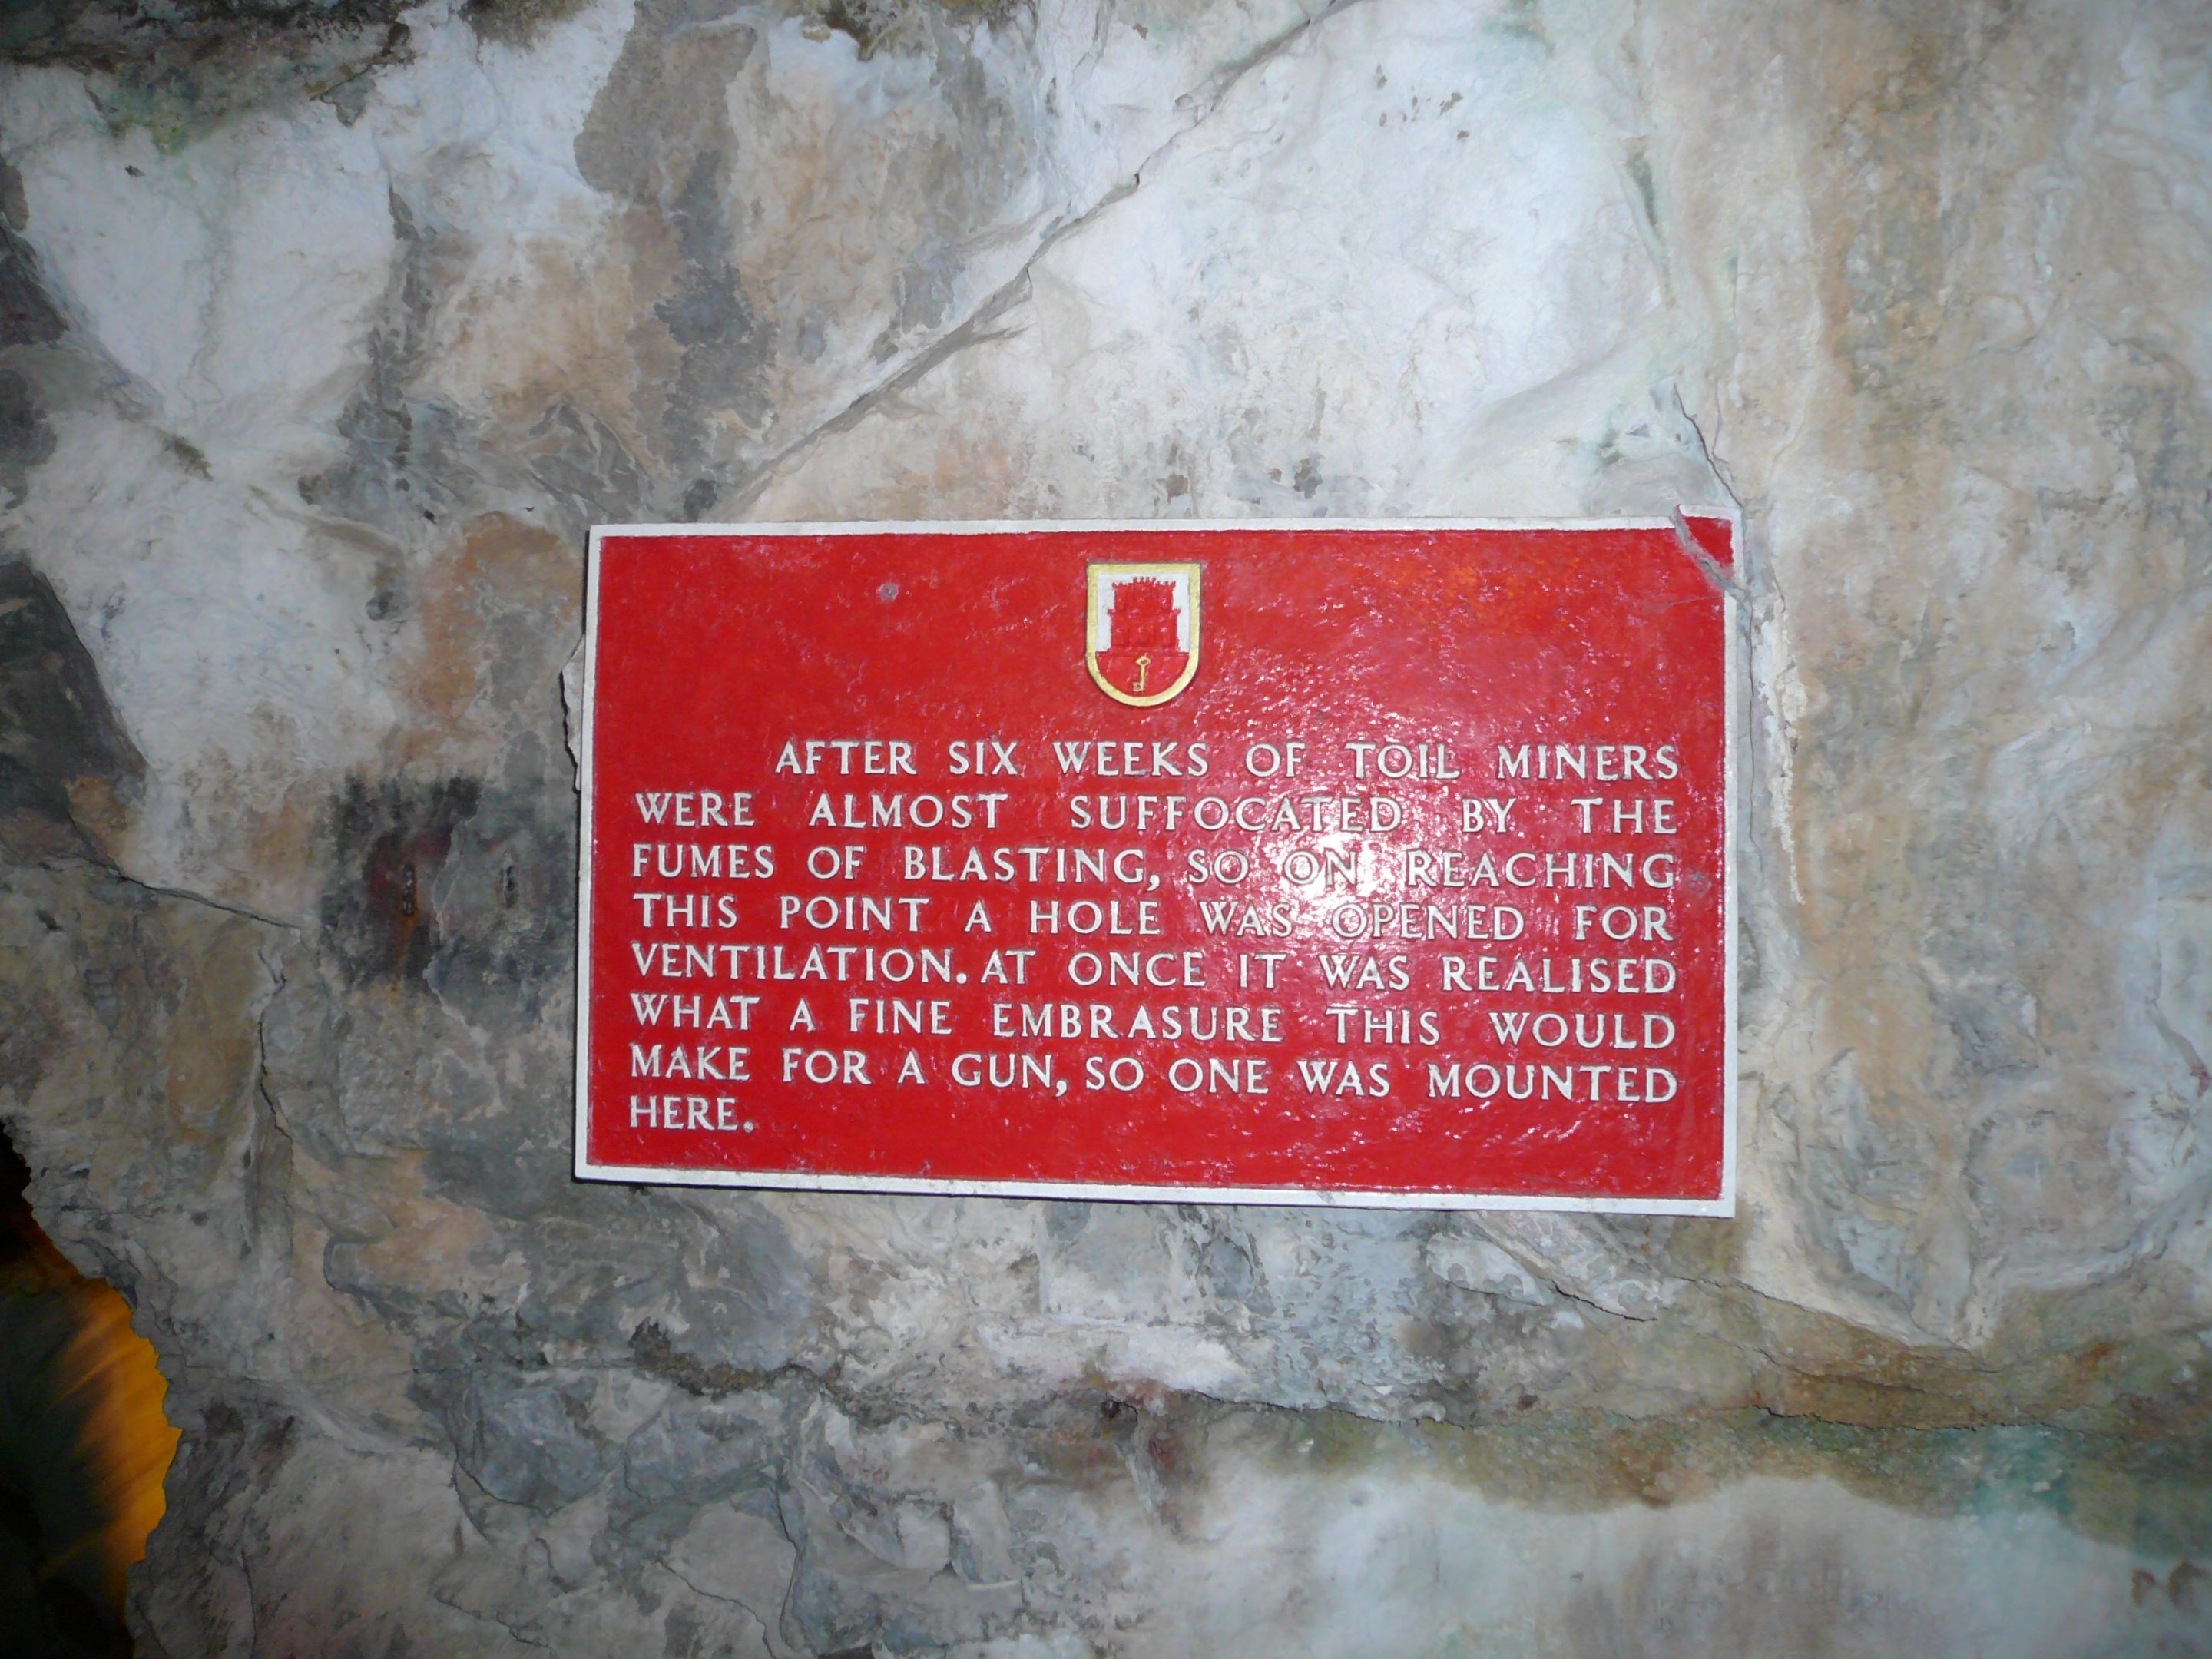 AFTER SIX WEEKS OF TOIL MINERS
WERE ALMOST SUFFOCATED BY THE
FUMES OF BLASTING, SO ON REACHING
THIS POINT A HOLE WAS OPENED FOR
VENTILATION. AT ONCE IT WAS REALISED
WHAT A FINE EMBRASURE THIS WOULD
MAKE FOR A GUN, SO ONE WAS MOUNTED
HERE.